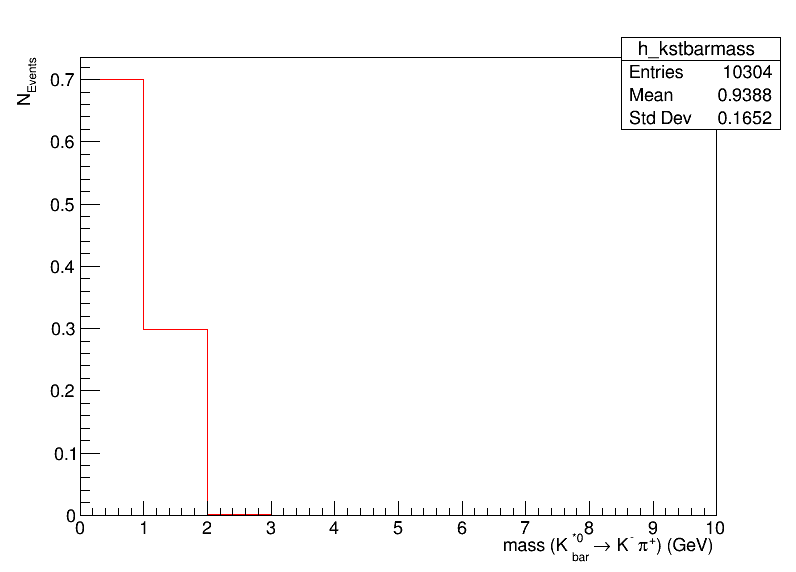 h_kstbarmass
Entries 10304
Mean 0.9388
Std Dev 0.1652
N_Events
0.7
0.6
0.5
0.4
0.3
0.2
0.1
0
0 1 2 3 4 5 6 7 8 9 10
mass (K^{*0}_{bar} → K^- π^+) (GeV)